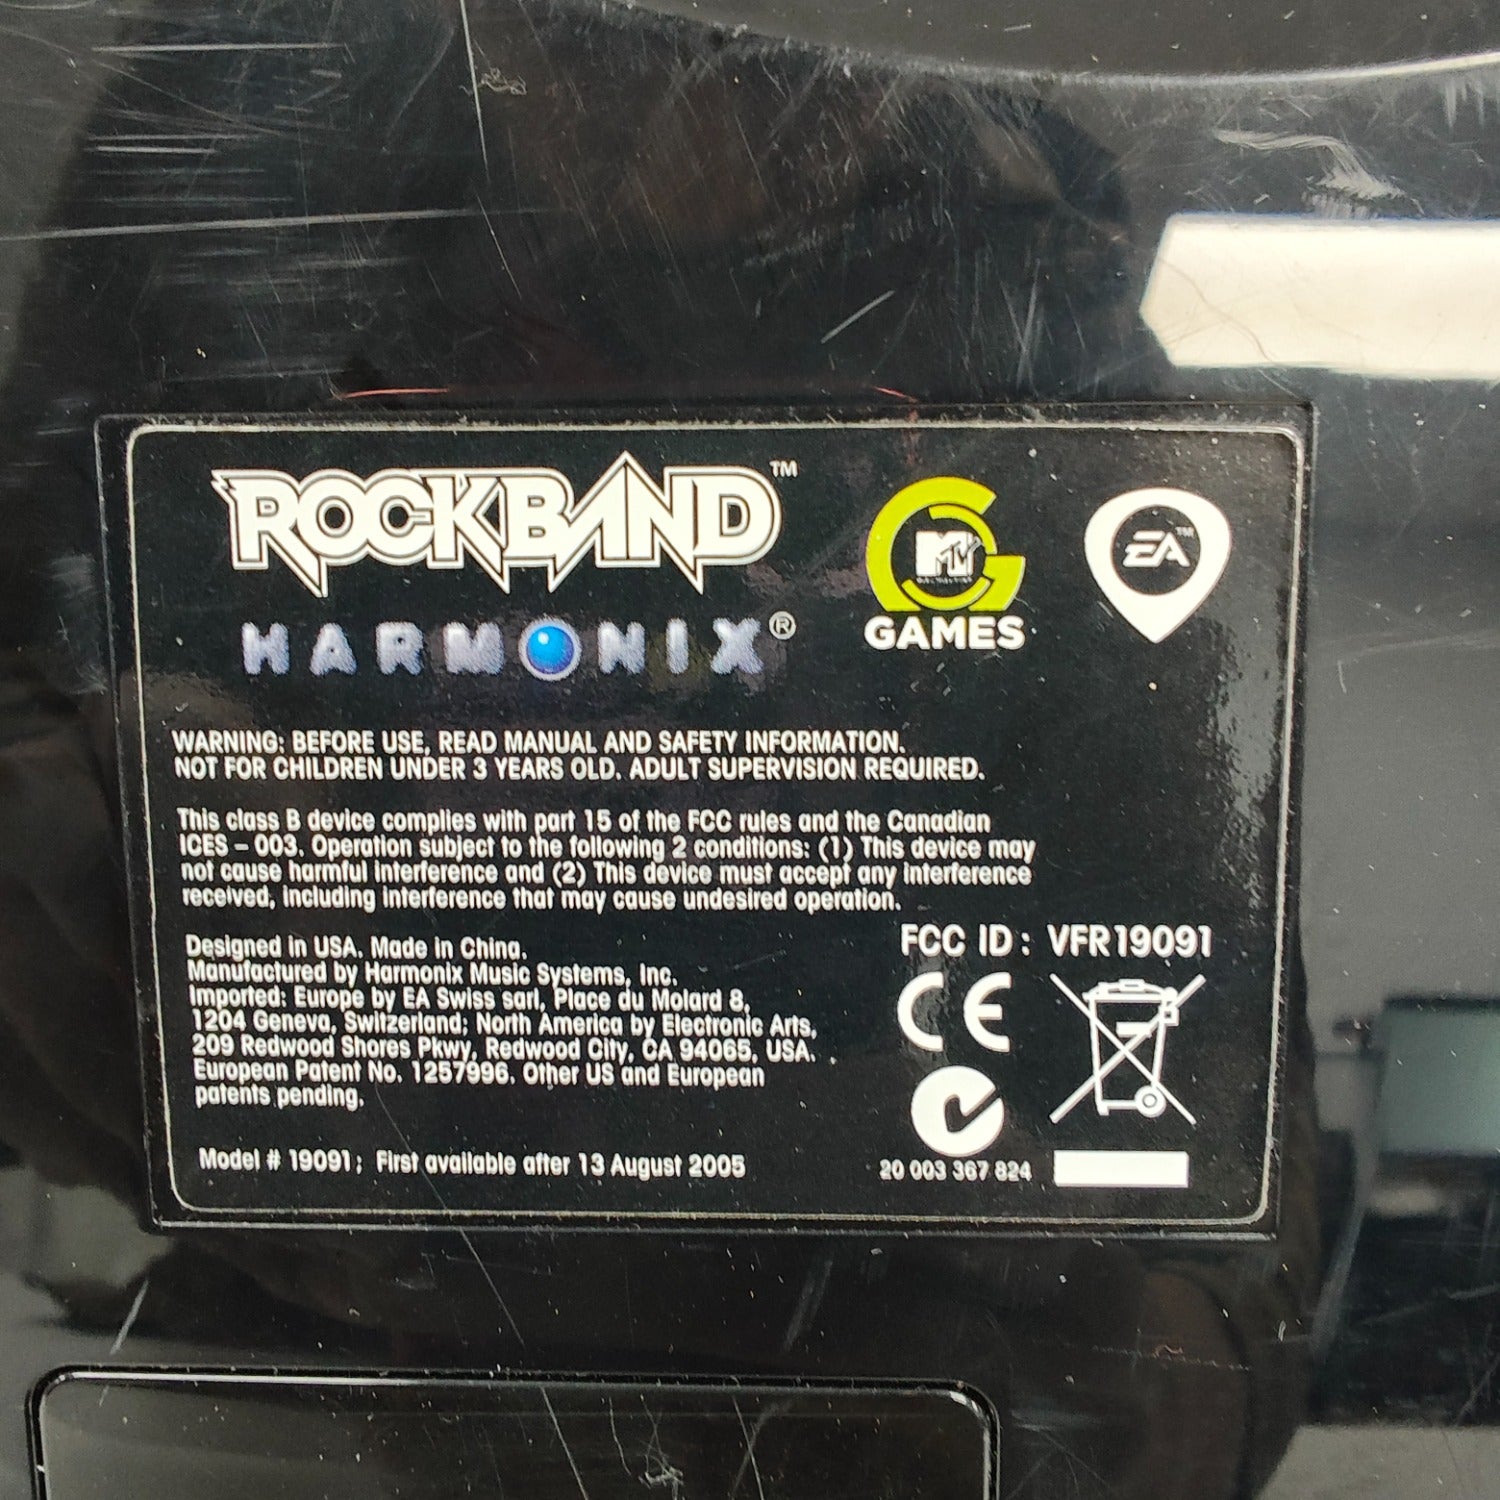 ROCKBAND™
HARMONIX®
MTV
GAMES
EA™
WARNING: BEFORE USE, READ MANUAL AND SAFETY INFORMATION.
NOT FOR CHILDREN UNDER 3 YEARS OLD. ADULT SUPERVISION REQUIRED.
This class B device complies with part 15 of the FCC rules and the Canadian
ICES – 003. Operation subject to the following 2 conditions: (1) This device may
not cause harmful interference and (2) This device must accept any interference
received, including interference that may cause undesired operation.
Designed in USA. Made in China.
Manufactured by Harmonix Music Systems, Inc.
Imported: Europe by EA Swiss sarl, Place du Molard 8,
1204 Geneva, Switzerland; North America by Electronic Arts,
209 Redwood Shores Pkwy, Redwood City, CA 94065, USA.
European Patent No. 1257996. Other US and European
patents pending.
Model # 19091; First available after 13 August 2005
FCC ID: VFR19091
CE
20 003 367 824